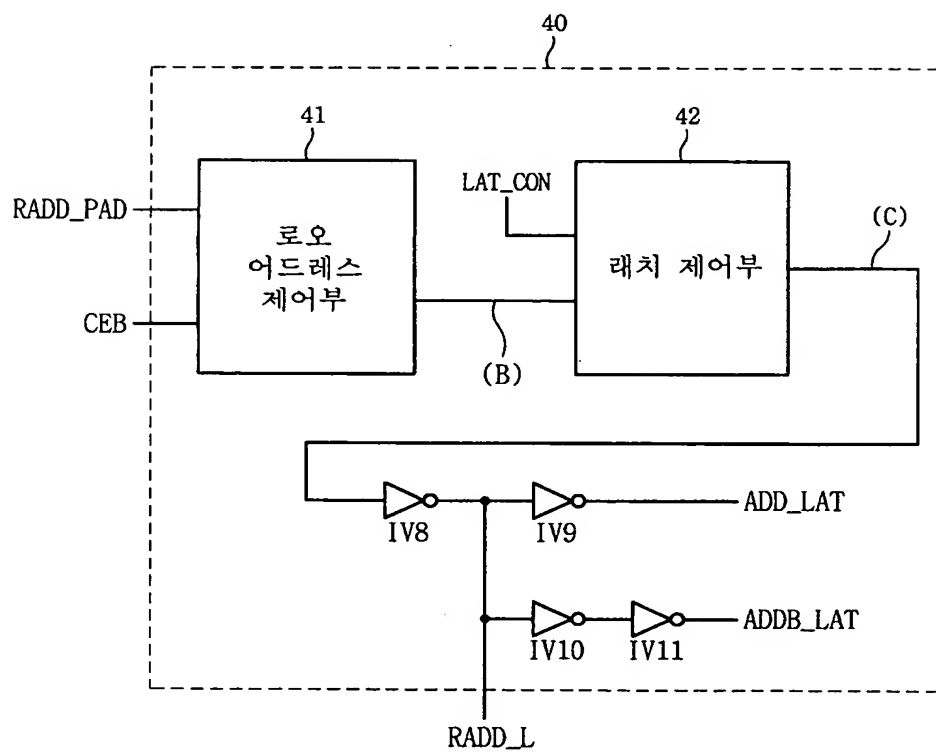 40
41
42
LAT_CON
RADD_PAD
로오
어드레스
제어부
래치 제어부
(C)
CEB
(B)
ADD_LAT
IV8
IV9
ADDB_LAT
IV10
IV11
RADD_L